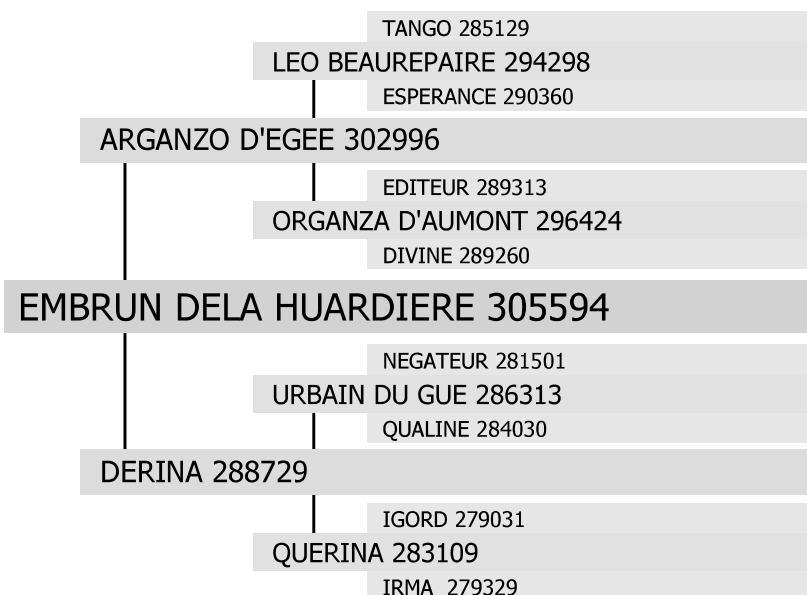 TANGO 285129
LEO BEAUREPAIRE 294298
ESPERANCE 290360
ARGANZO D'EGEE 302996
EDITEUR 289313
ORGANZA D'AUMONT 296424
DIVINE 289260
EMBRUN DELA HUARDIERE 305594
NEGATEUR 281501
URBAIN DU GUE 286313
QUALINE 284030
DERINA 288729
IGORD 279031
QUERINA 283109
IRMA  279329